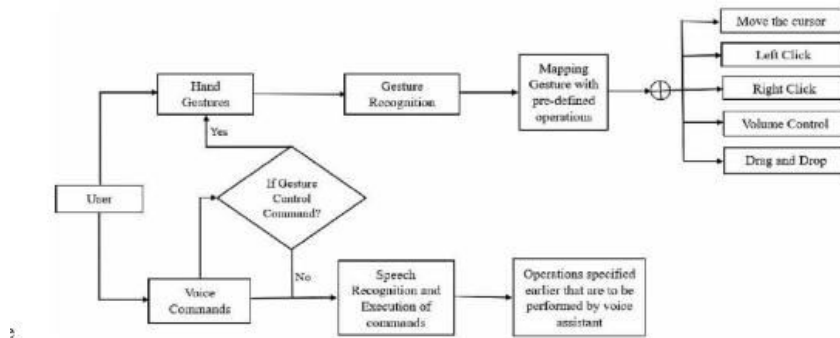 Move the cursor
Left Click
Right Click
Volume Control
Drag and Drop
Hand
Gestures
Gesture
Recognition
Mapping
Gesture with
pre-defined
operations
Yes
If Gesture
Control
Command?
User
No
Voice
Commands
Speech
Recognition and
Execution of
commands
Operations specified
earlier that are to be
performed by voice
assistant